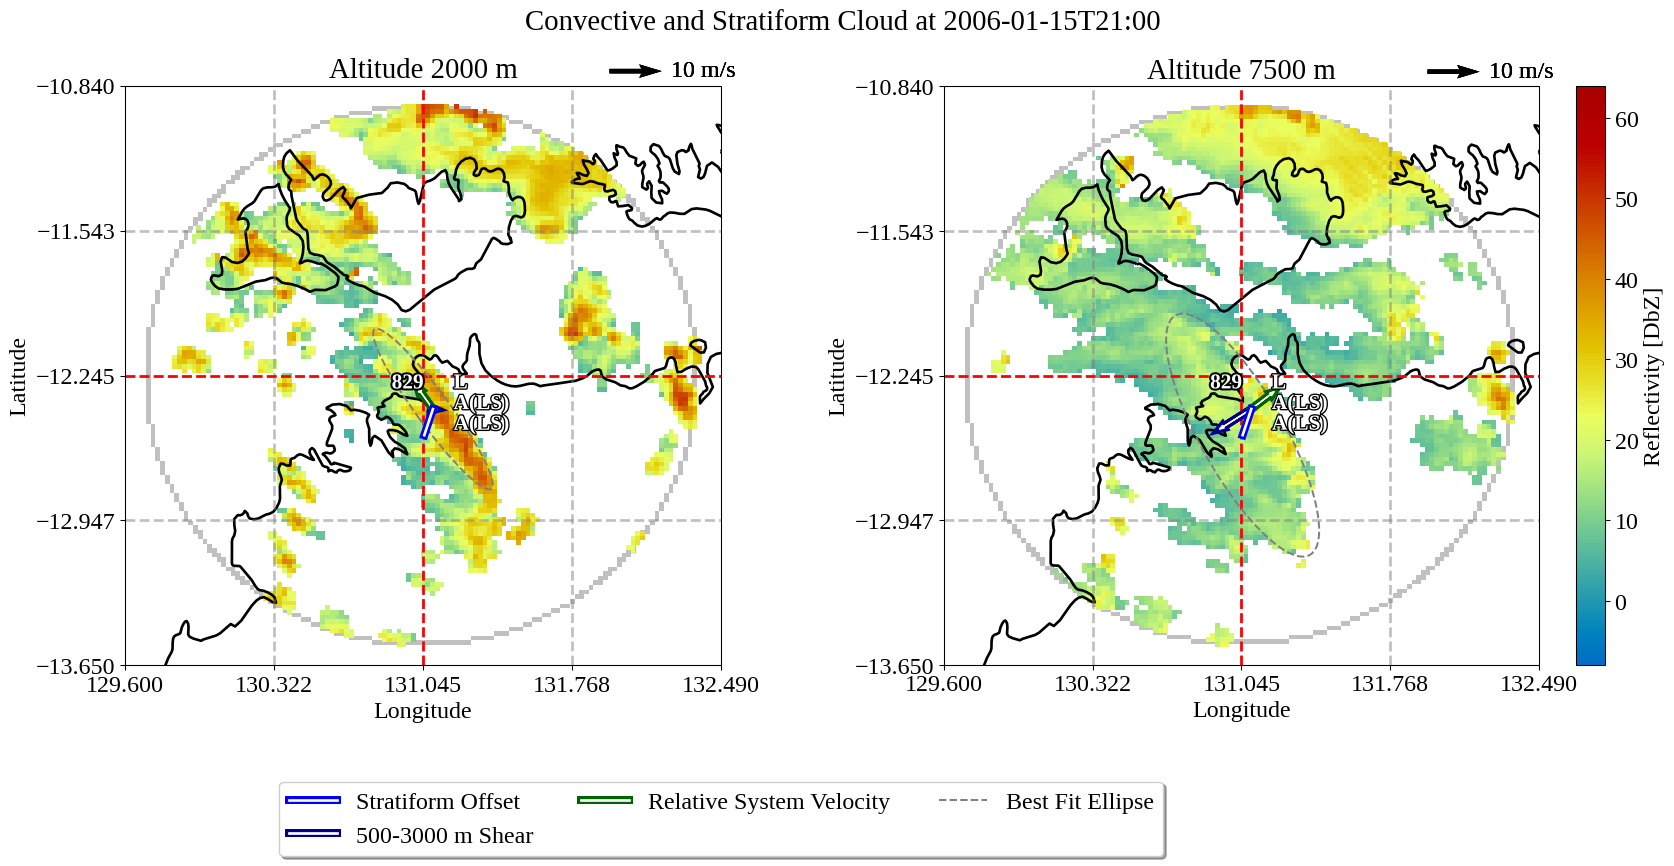 Convective and Stratiform Cloud at 2006-01-15T21:00
Altitude 2000 m
10 m/s
Altitude 7500 m
10 m/s
−10.840
−11.543
−12.245
−12.947
−13.650
Latitude
129.600
130.322
131.045
131.768
132.490
Longitude
829
L
A(LS)
A(LS)
−10.840
−11.543
−12.245
−12.947
−13.650
Latitude
129.600
130.322
131.045
131.768
132.490
Longitude
829
L
A(LS)
A(LS)
60
50
40
30
20
10
0
Reflectivity [DbZ]
Stratiform Offset
500-3000 m Shear
Relative System Velocity
Best Fit Ellipse